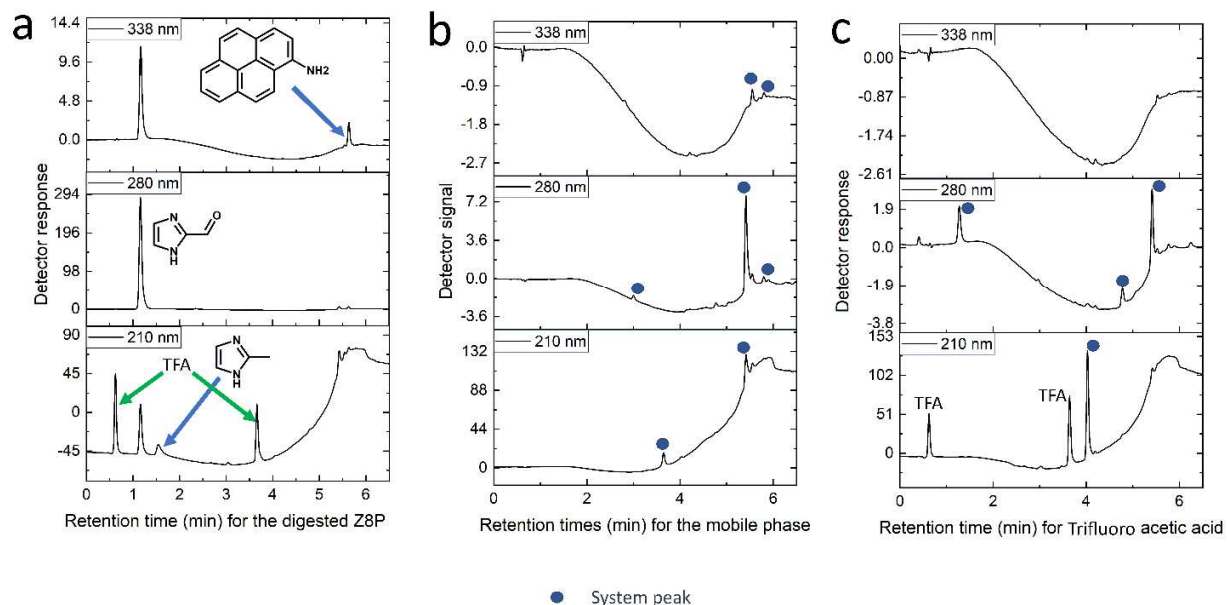 a
338 nm
14.4
9.6
4.8
0.0
NH2
280 nm
294
196
98
0
N
O
N
H
210 nm
90
45
0
-45
TFA
N
N
H
0 1 2 3 4 5 6
Detector response
Retention time (min) for the digested Z8P
b
338 nm
0.0
-0.9
-1.8
-2.7
280 nm
7.2
3.6
0.0
-3.6
210 nm
132
88
44
0
0 2 4 6
Detector signal
Retention times (min) for the mobile phase
c
338 nm
0.00
-0.87
-1.74
-2.61
280 nm
1.9
0.0
-1.9
-3.8
210 nm
153
102
51
0
TFA
TFA
0 2 4 6
Detector response
Retention time (min) for Trifluoro acetic acid
System peak